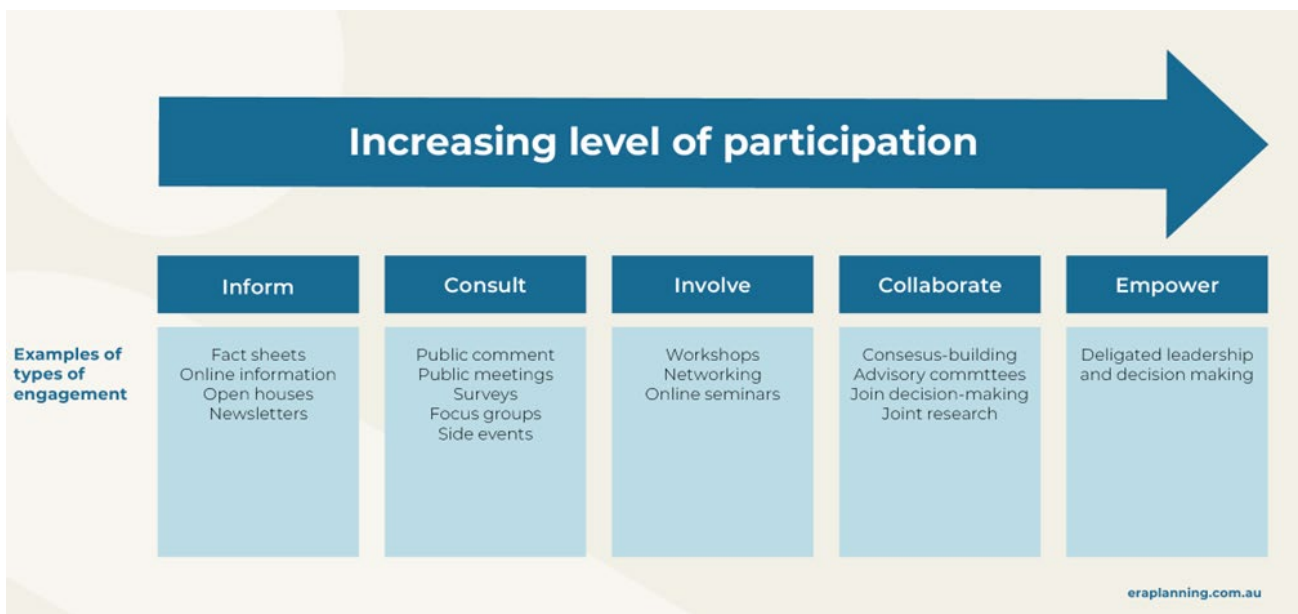 Increasing level of participation
Inform
Consult
Involve
Collaborate
Empower
Examples of
types of
engagement
Fact sheets
Online information
Open houses
Newsletters
Public comment
Public meetings
Surveys
Focus groups
Side events
Workshops
Networking
Online seminars
Consesus-building
Advisory commttees
Join decision-making
Joint research
Deligated leadership
and decision making
eraplanning.com.au